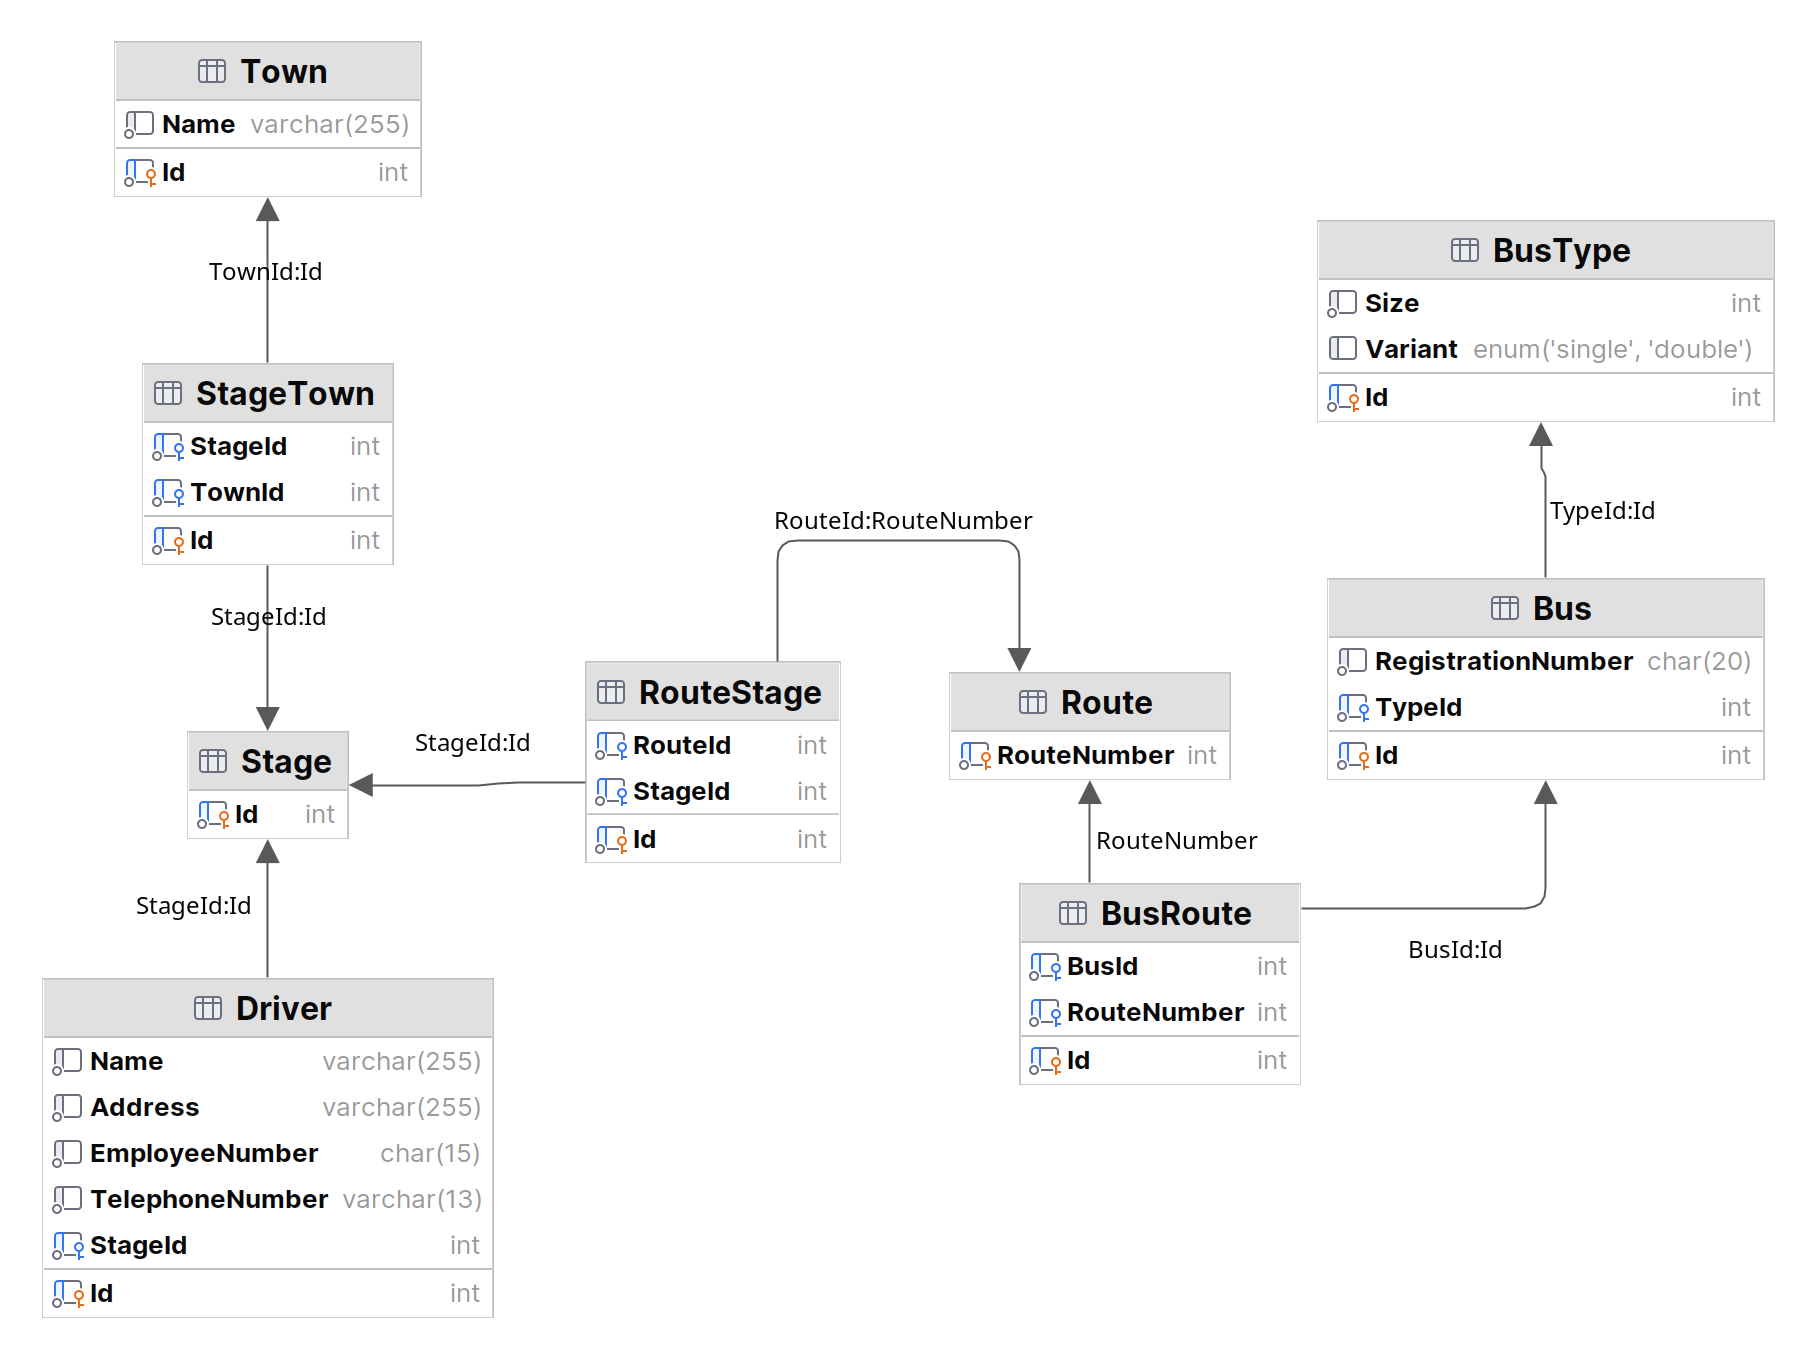 Town
Name varchar(255)
Id int
TownId:Id
StageTown
StageId int
TownId int
Id int
StageId:Id
Stage
Id int
StageId:Id
Driver
Name varchar(255)
Address varchar(255)
EmployeeNumber char(15)
TelephoneNumber varchar(13)
StageId int
Id int
StageId:Id
RouteStage
RouteId int
StageId int
Id int
RouteId:RouteNumber
Route
RouteNumber int
RouteNumber
BusRoute
BusId int
RouteNumber int
Id int
BusType
Size int
Variant enum('single', 'double')
Id int
TypeId:Id
Bus
RegistrationNumber char(20)
TypeId int
Id int
BusId:Id